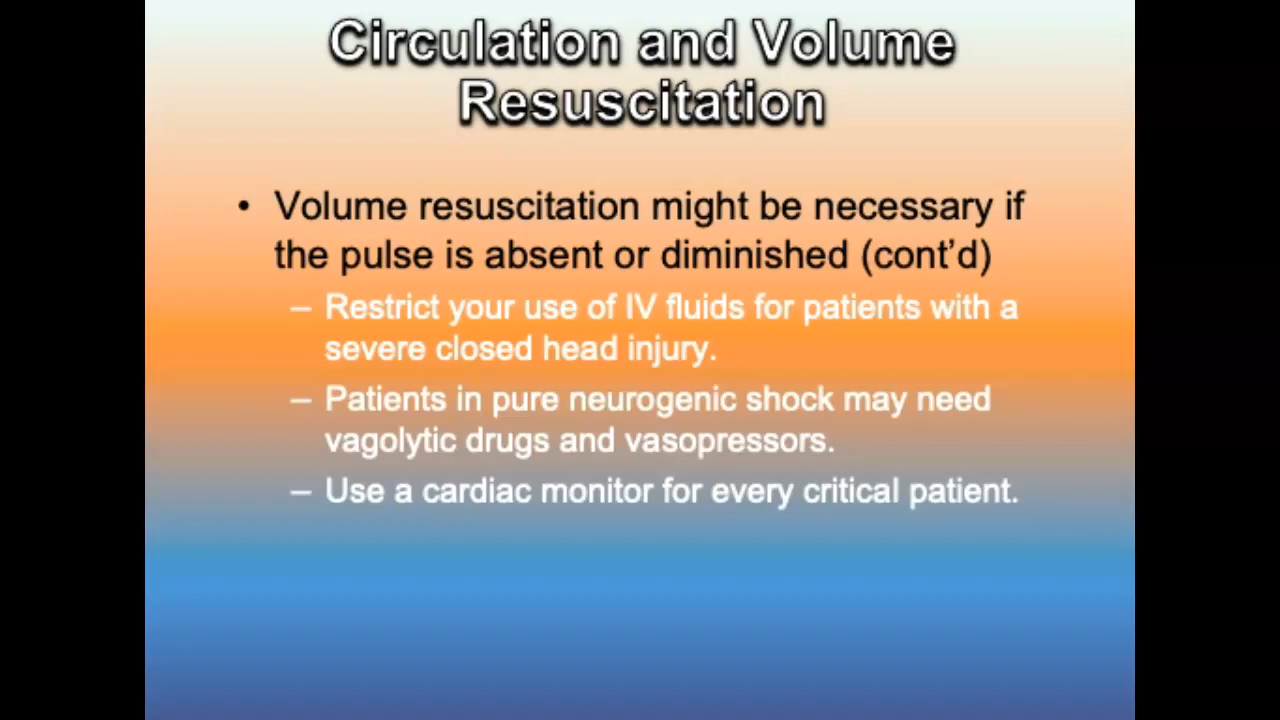 Circulation and Volume
Resuscitation
• Volume resuscitation might be necessary if
the pulse is absent or diminished (cont’d)
– Restrict your use of IV fluids for patients with a
severe closed head injury.
– Patients in pure neurogenic shock may need
vagolytic drugs and vasopressors.
– Use a cardiac monitor for every critical patient.